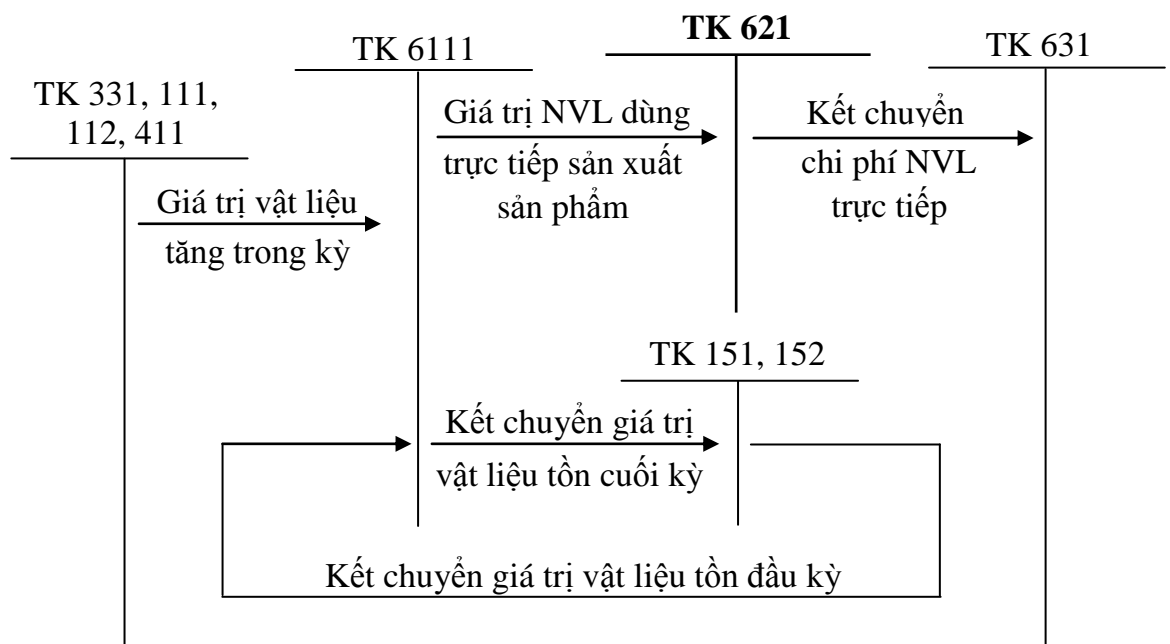 TK 331, 111,
112, 411
Giá trị vật liệu
tăng trong kỳ
TK 6111
Giá trị NVL dùng
trực tiếp sản xuất
sản phẩm
TK 621
Kết chuyển
chi phí NVL
trực tiếp
TK 631
TK 151, 152
Kết chuyển giá trị
vật liệu tồn cuối kỳ
Kết chuyển giá trị vật liệu tồn đầu kỳ